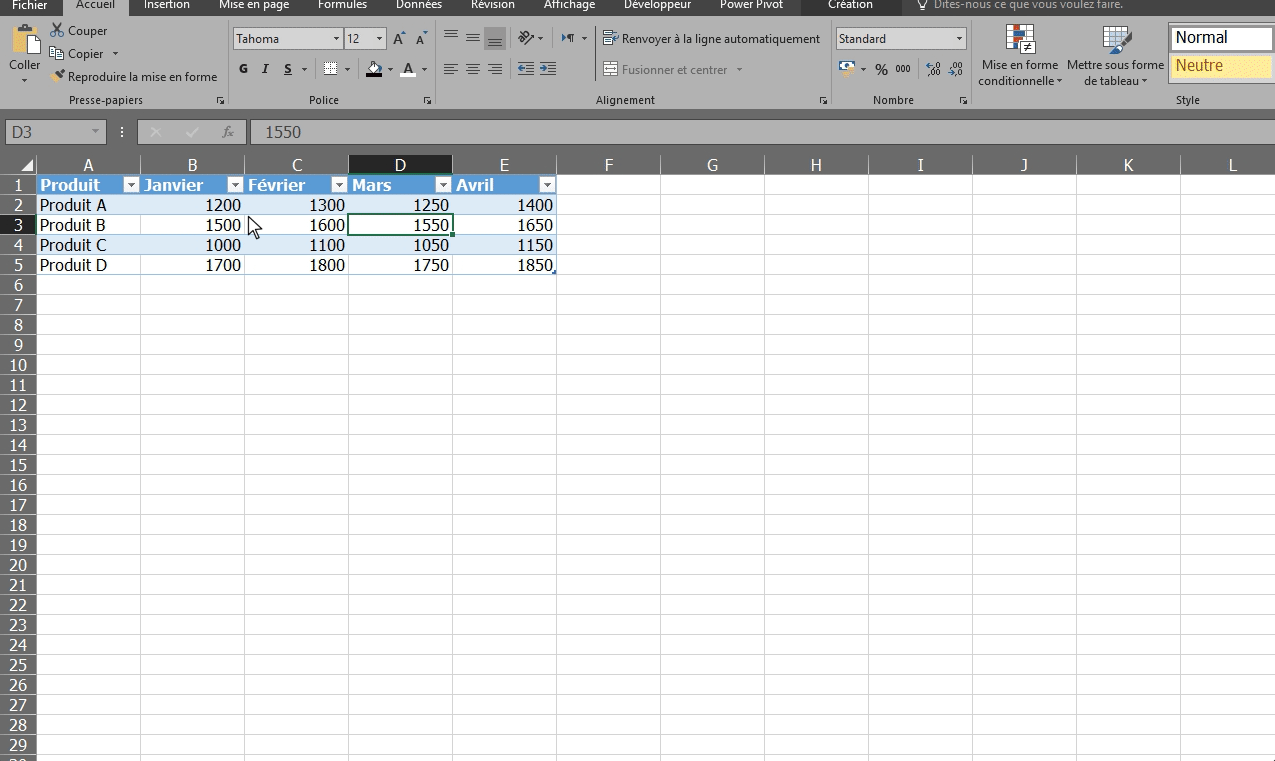 Fichier Accueil Insertion Mise en page Formules Données Révision Affichage Développeur Power Pivot Création Dites-nous ce que vous voulez faire.
Coller
Couper
Copier
Reproduire la mise en forme
Presse-papiers
Tahoma 12
G I S
Police
Renvoyer à la ligne automatiquement
Fusionner et centrer
Alignement
Standard
% 000
Nombre
Mise en forme
conditionnelle
Mettre sous forme
de tableau
Normal
Neutre
Style
D3 fx 1550
A B C D E F G H I J K L
1 Produit Janvier Février Mars Avril
2 Produit A 1200 1300 1250 1400
3 Produit B 1500 1600 1550 1650
4 Produit C 1000 1100 1050 1150
5 Produit D 1700 1800 1750 1850
6
7
8
9
10
11
12
13
14
15
16
17
18
19
20
21
22
23
24
25
26
27
28
29